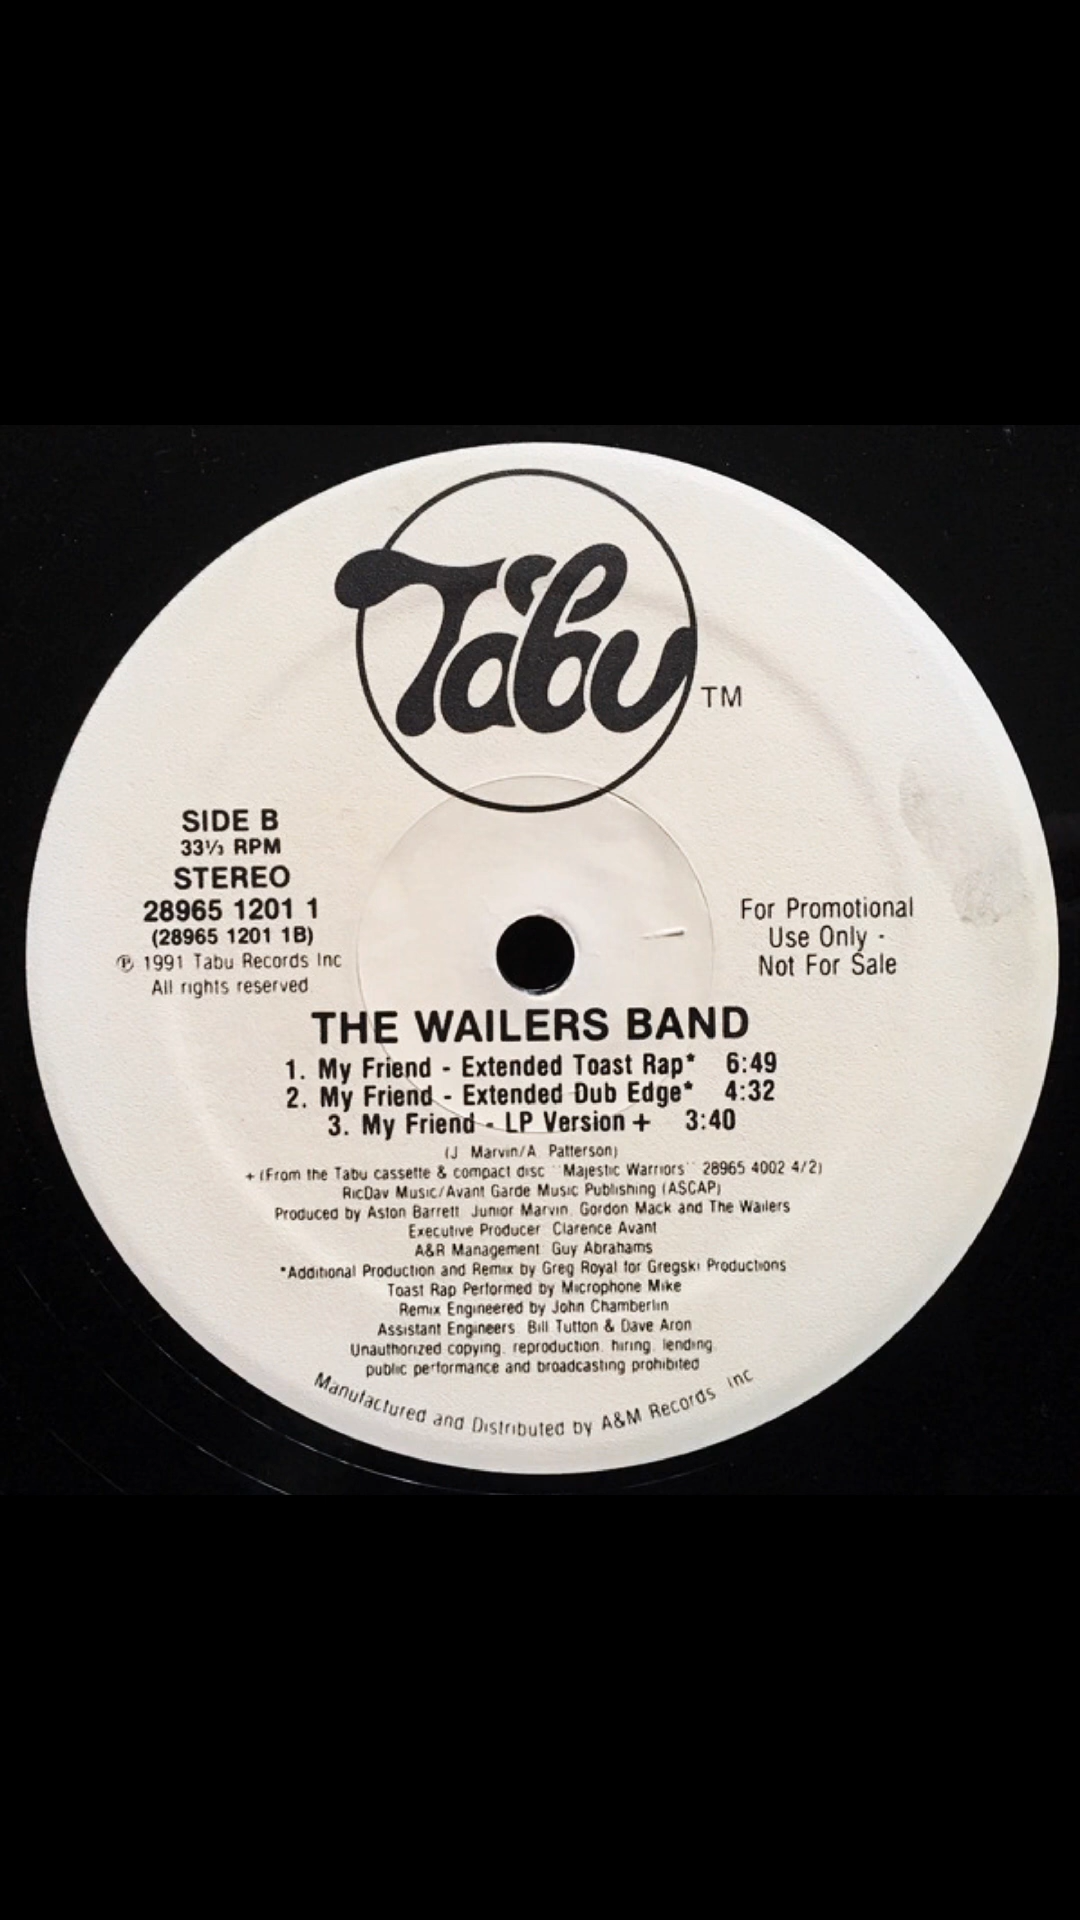 Tabu TM
SIDE B
33⅓ RPM
STEREO
28965 1201 1
(28965 1201 1B)
℗ 1991 Tabu Records Inc
All rights reserved
For Promotional
Use Only -
Not For Sale
THE WAILERS BAND
1. My Friend - Extended Toast Rap* 6:49
2. My Friend - Extended Dub Edge* 4:32
3. My Friend - LP Version + 3:40
(J. Marvin/A. Patterson)
+ (From the Tabu cassette & compact disc "Majestic Warriors" 28965 4002 4/2)
RicDav Music/Avant Garde Music Publishing (ASCAP)
Produced by Aston Barrett, Junior Marvin, Gordon Mack and The Wailers
Executive Producer: Clarence Avant
A&R Management: Guy Abrahams
*Additional Production and Remix by Greg Royal for Gregski Productions
Toast Rap Performed by Microphone Mike
Remix Engineered by John Chamberlin
Assistant Engineers: Bill Tutton & Dave Aron
Unauthorized copying, reproduction, hiring, lending,
public performance and broadcasting prohibited
Manufactured and Distributed by A&M Records Inc